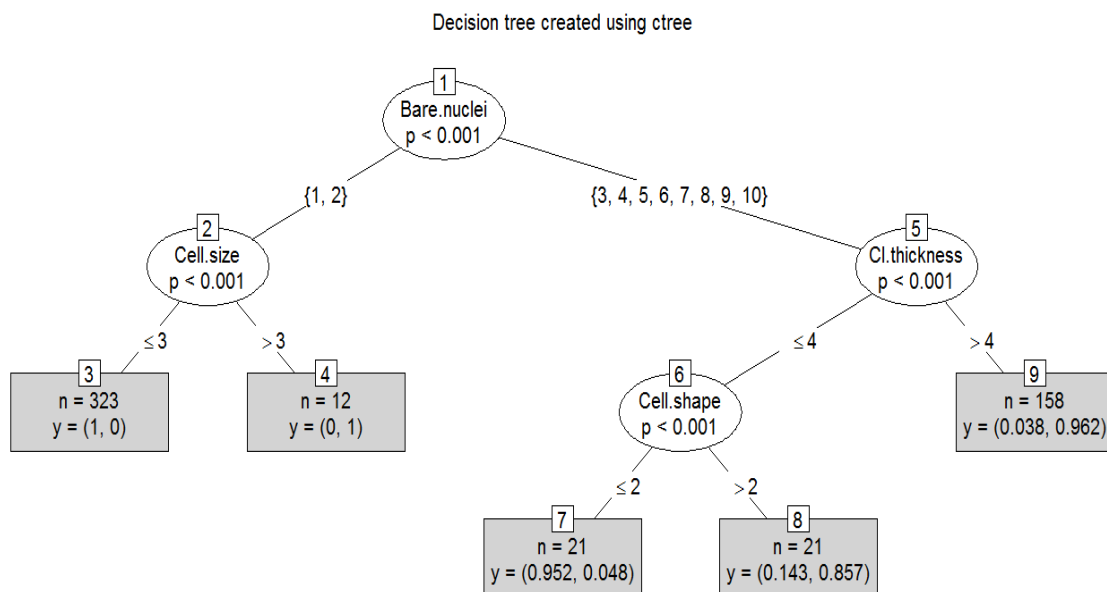 Decision tree created using ctree
1
Bare.nuclei
p < 0.001
{1, 2}
{3, 4, 5, 6, 7, 8, 9, 10}
2
Cell.size
p < 0.001
5
Cl.thickness
p < 0.001
≤ 3
> 3
≤ 4
> 4
3
n = 323
y = (1, 0)
4
n = 12
y = (0, 1)
6
Cell.shape
p < 0.001
9
n = 158
y = (0.038, 0.962)
≤ 2
> 2
7
n = 21
y = (0.952, 0.048)
8
n = 21
y = (0.143, 0.857)